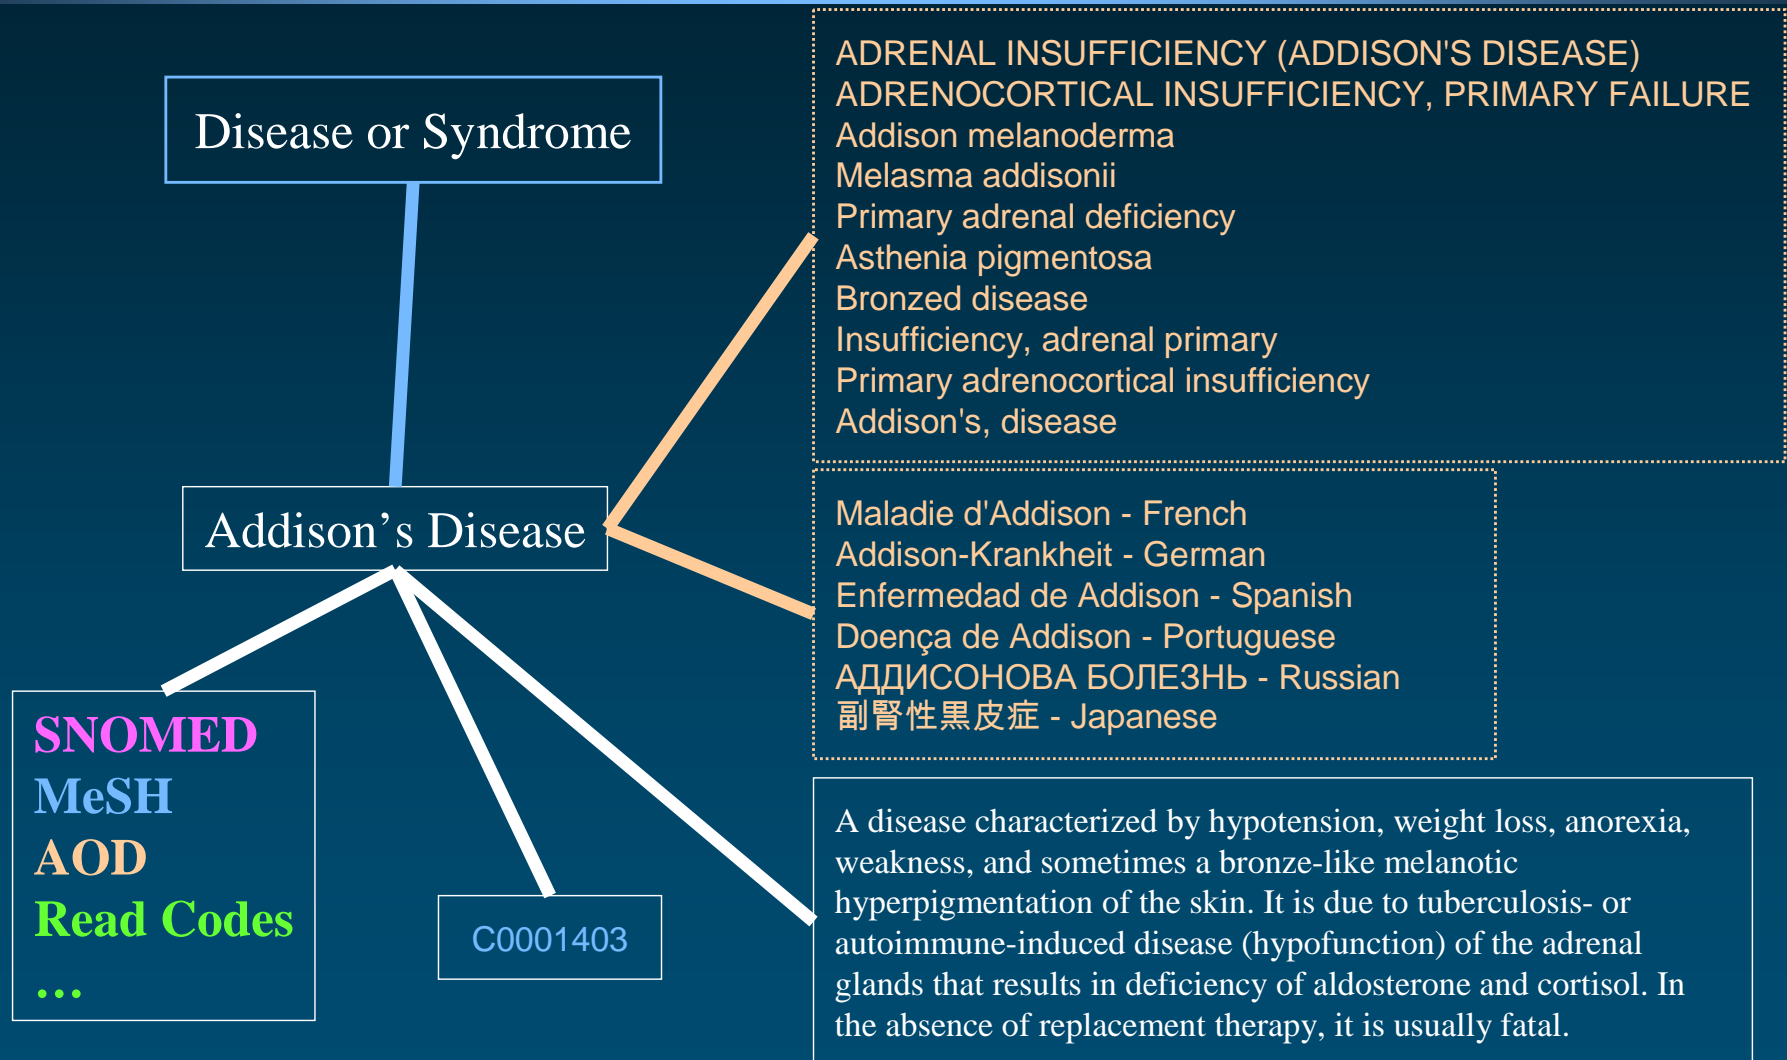 Disease or Syndrome
ADRENAL INSUFFICIENCY (ADDISON'S DISEASE)
ADRENOCORTICAL INSUFFICIENCY, PRIMARY FAILURE
Addison melanoderma
Melasma addisonii
Primary adrenal deficiency
Asthenia pigmentosa
Bronzed disease
Insufficiency, adrenal primary
Primary adrenocortical insufficiency
Addison's, disease
Addison’s Disease
Maladie d'Addison - French
Addison-Krankheit - German
Enfermedad de Addison - Spanish
Doença de Addison - Portuguese
АДДИСОНОВА БОЛЕЗНЬ - Russian
副腎性黒皮症 - Japanese
SNOMED
MeSH
AOD
Read Codes
…
C0001403
A disease characterized by hypotension, weight loss, anorexia,
weakness, and sometimes a bronze-like melanotic
hyperpigmentation of the skin. It is due to tuberculosis- or
autoimmune-induced disease (hypofunction) of the adrenal
glands that results in deficiency of aldosterone and cortisol. In
the absence of replacement therapy, it is usually fatal.